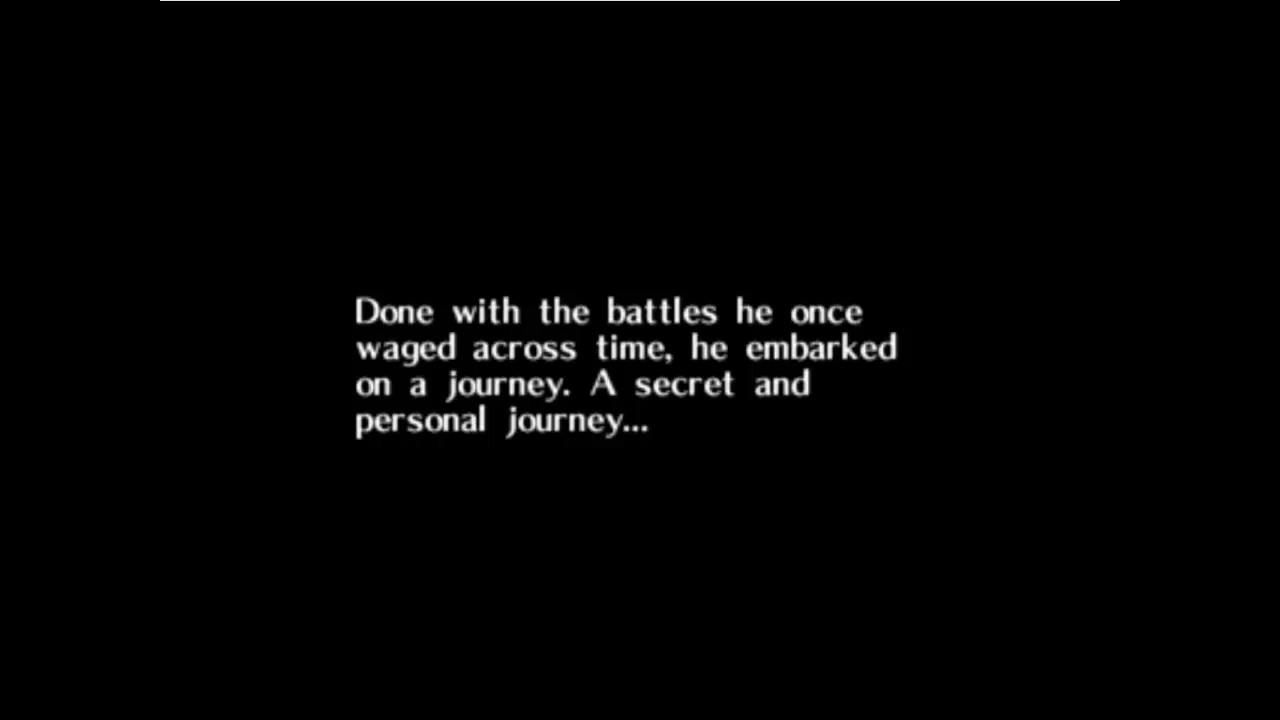 Done with the battles he once
waged across time, he embarked
on a journey. A secret and
personal journey...